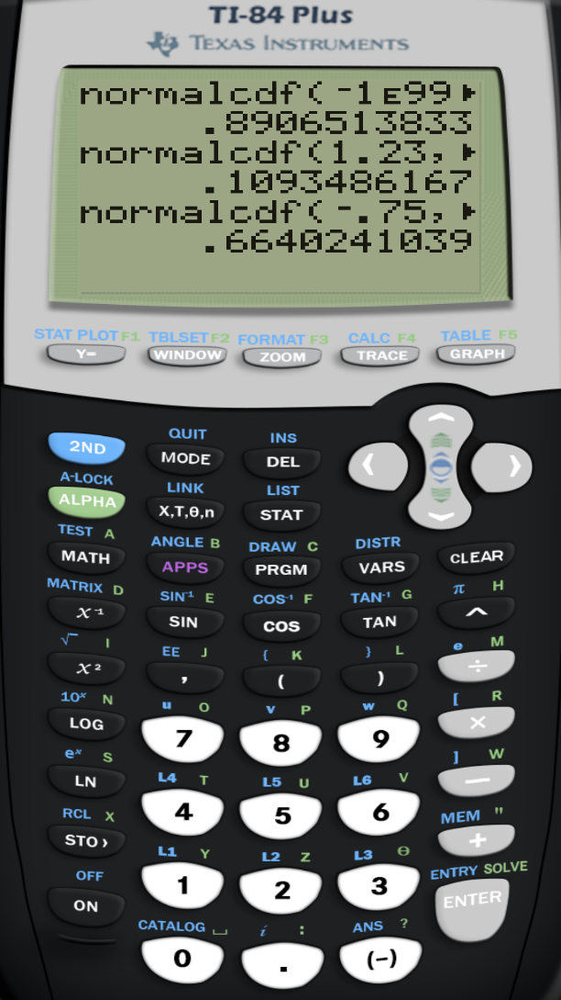 TI-84 Plus
TEXAS INSTRUMENTS
normalcdf(-1ᴇ99▸
.8906513833
normalcdf(1.23,▸
.1093486167
normalcdf(-.75,▸
.6640241039
STAT PLOT F1 TBLSET F2 FORMAT F3 CALC F4 TABLE F5
Y= WINDOW ZOOM TRACE GRAPH
QUIT INS
2ND MODE DEL
A-LOCK LINK LIST
ALPHA X,T,θ,n STAT
TEST A ANGLE B DRAW C DISTR
MATH APPS PRGM VARS CLEAR
MATRIX D SIN⁻¹ E COS⁻¹ F TAN⁻¹ G π H
x⁻¹ SIN COS TAN ^
√‾ I EE J { K } L e M
x² , ( ) ÷
10ˣ N u O v P w Q [ R
LOG 7 8 9 ×
eˣ S L4 T L5 U L6 V ] W
LN 4 5 6 −
RCL X L1 Y L2 Z L3 θ MEM "
STO› 1 2 3 +
OFF CATALOG ⎵ i : ANS ? ENTRY SOLVE
ON 0 . (−) ENTER